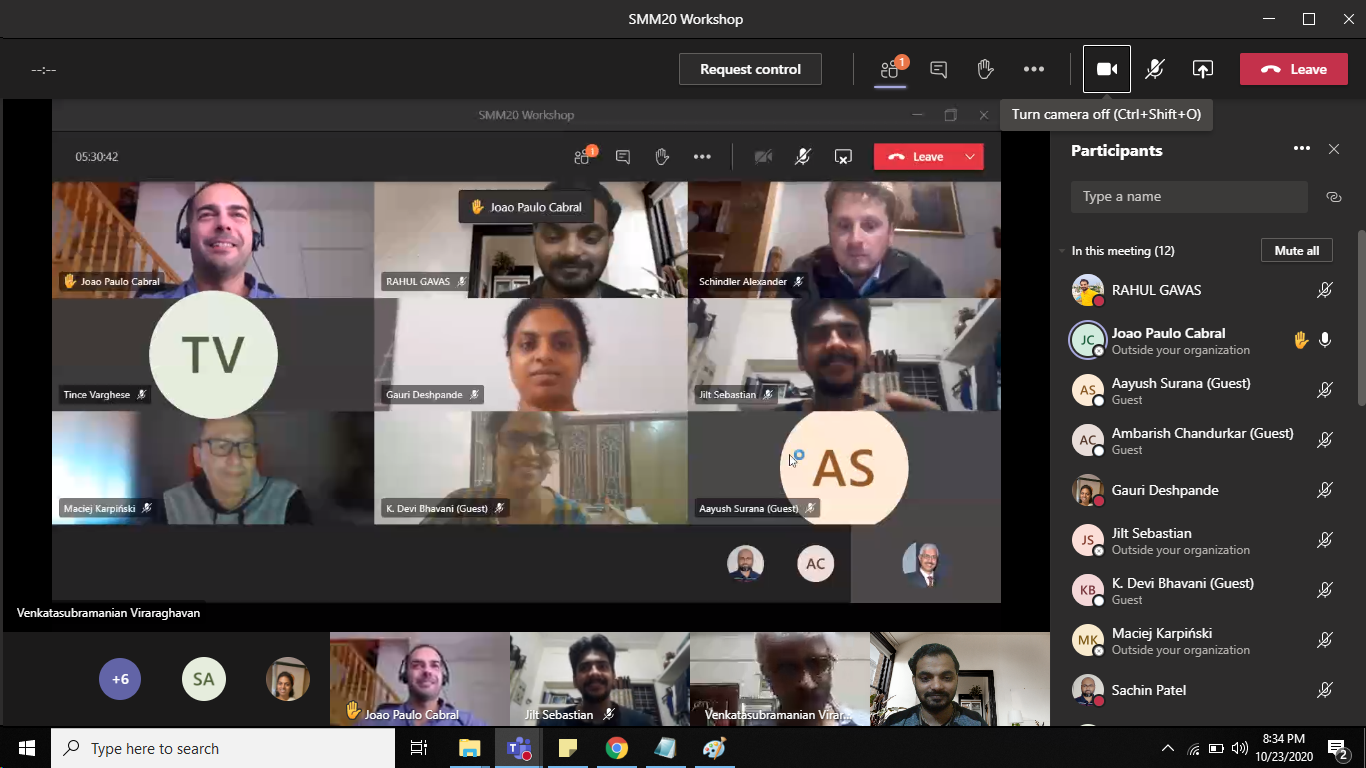 SMM20 Workshop
--:--
Request control
1
Leave
Turn camera off (Ctrl+Shift+O)
SMM20 Workshop
05:30:42
1
Leave
Joao Paulo Cabral
Joao Paulo Cabral
RAHUL GAVAS
Schindler Alexander
TV
Tince Varghese
Gauri Deshpande
Jilt Sebastian
AS
Maciej Karpiński
K. Devi Bhavani (Guest)
Aayush Surana (Guest)
AC
Venkatasubramanian Viraraghavan
+6
SA
Joao Paulo Cabral
Jilt Sebastian
Venkatasubramanian Virar...
Participants
Type a name
In this meeting (12)
Mute all
RAHUL GAVAS
JC
Joao Paulo Cabral
Outside your organization
AS
Aayush Surana (Guest)
Guest
AC
Ambarish Chandurkar (Guest)
Guest
Gauri Deshpande
JS
Jilt Sebastian
Outside your organization
KB
K. Devi Bhavani (Guest)
Guest
MK
Maciej Karpiński
Outside your organization
Sachin Patel
Type here to search
8:34 PM
10/23/2020
2